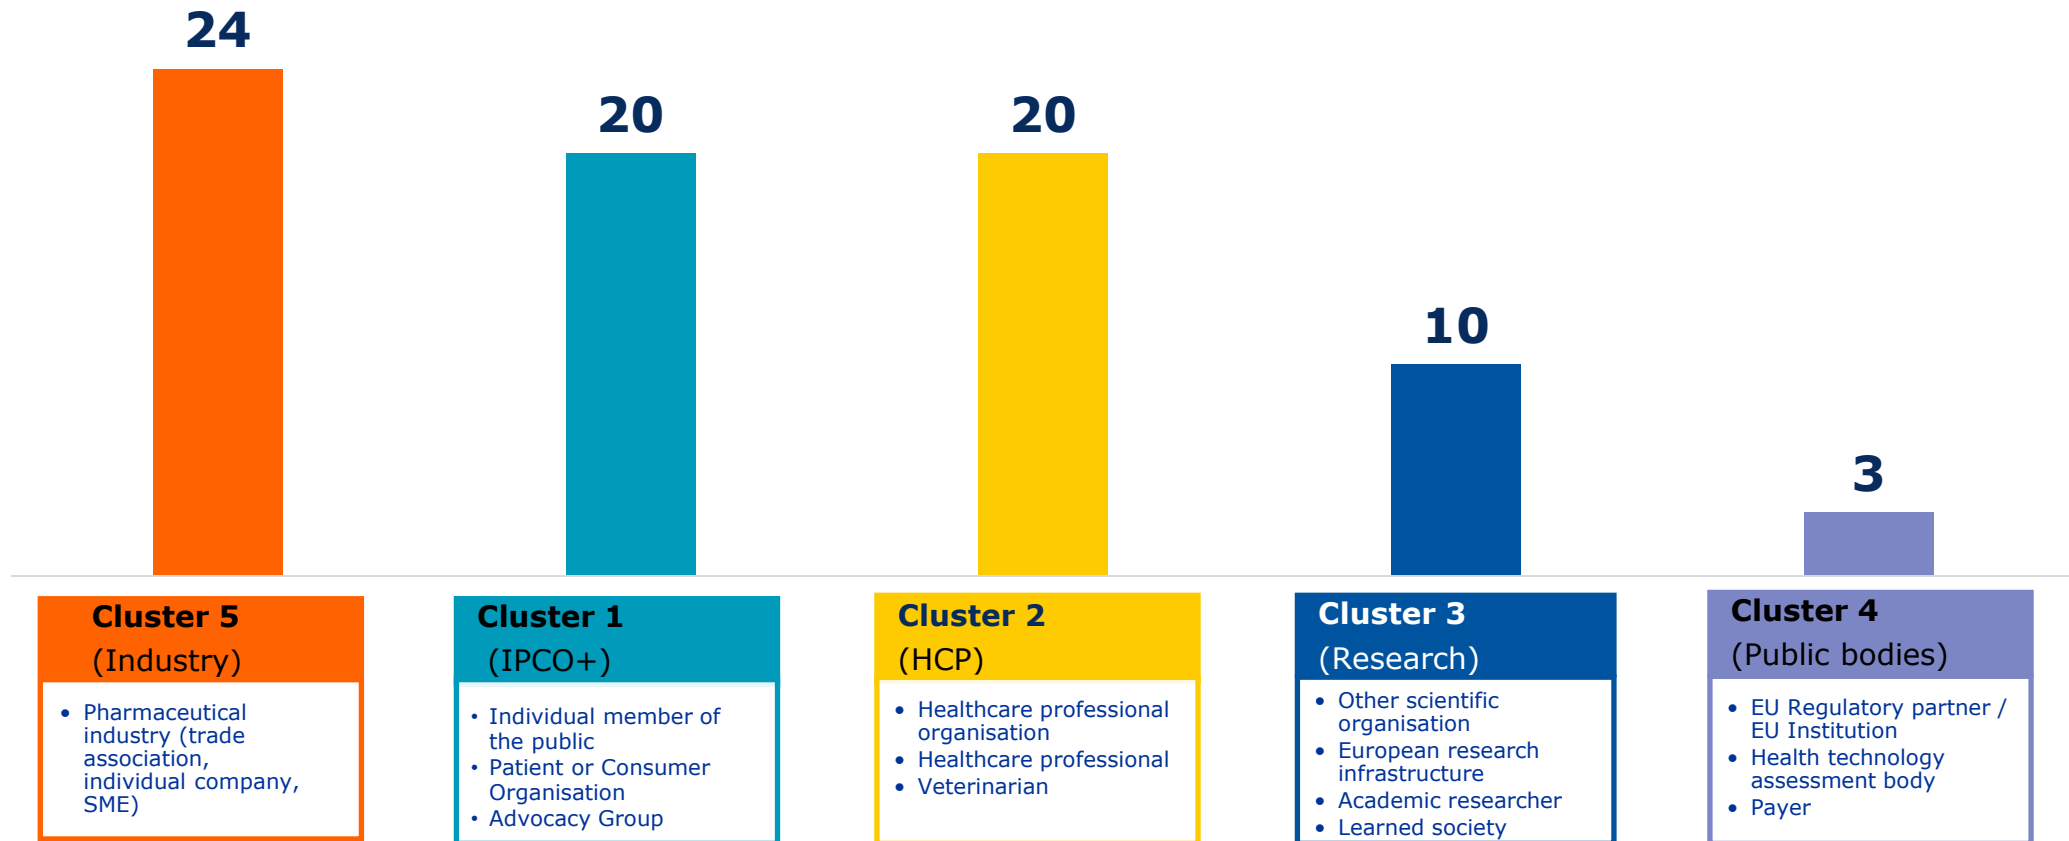 24
20
20
10
3
Cluster 5
(Industry)
• Pharmaceutical
industry (trade
association,
individual company,
SME)
Cluster 1
(IPCO+)
• Individual member of
the public
• Patient or Consumer
Organisation
• Advocacy Group
Cluster 2
(HCP)
• Healthcare professional
organisation
• Healthcare professional
• Veterinarian
Cluster 3
(Research)
• Other scientific
organisation
• European research
infrastructure
• Academic researcher
• Learned society
Cluster 4
(Public bodies)
• EU Regulatory partner /
EU Institution
• Health technology
assessment body
• Payer